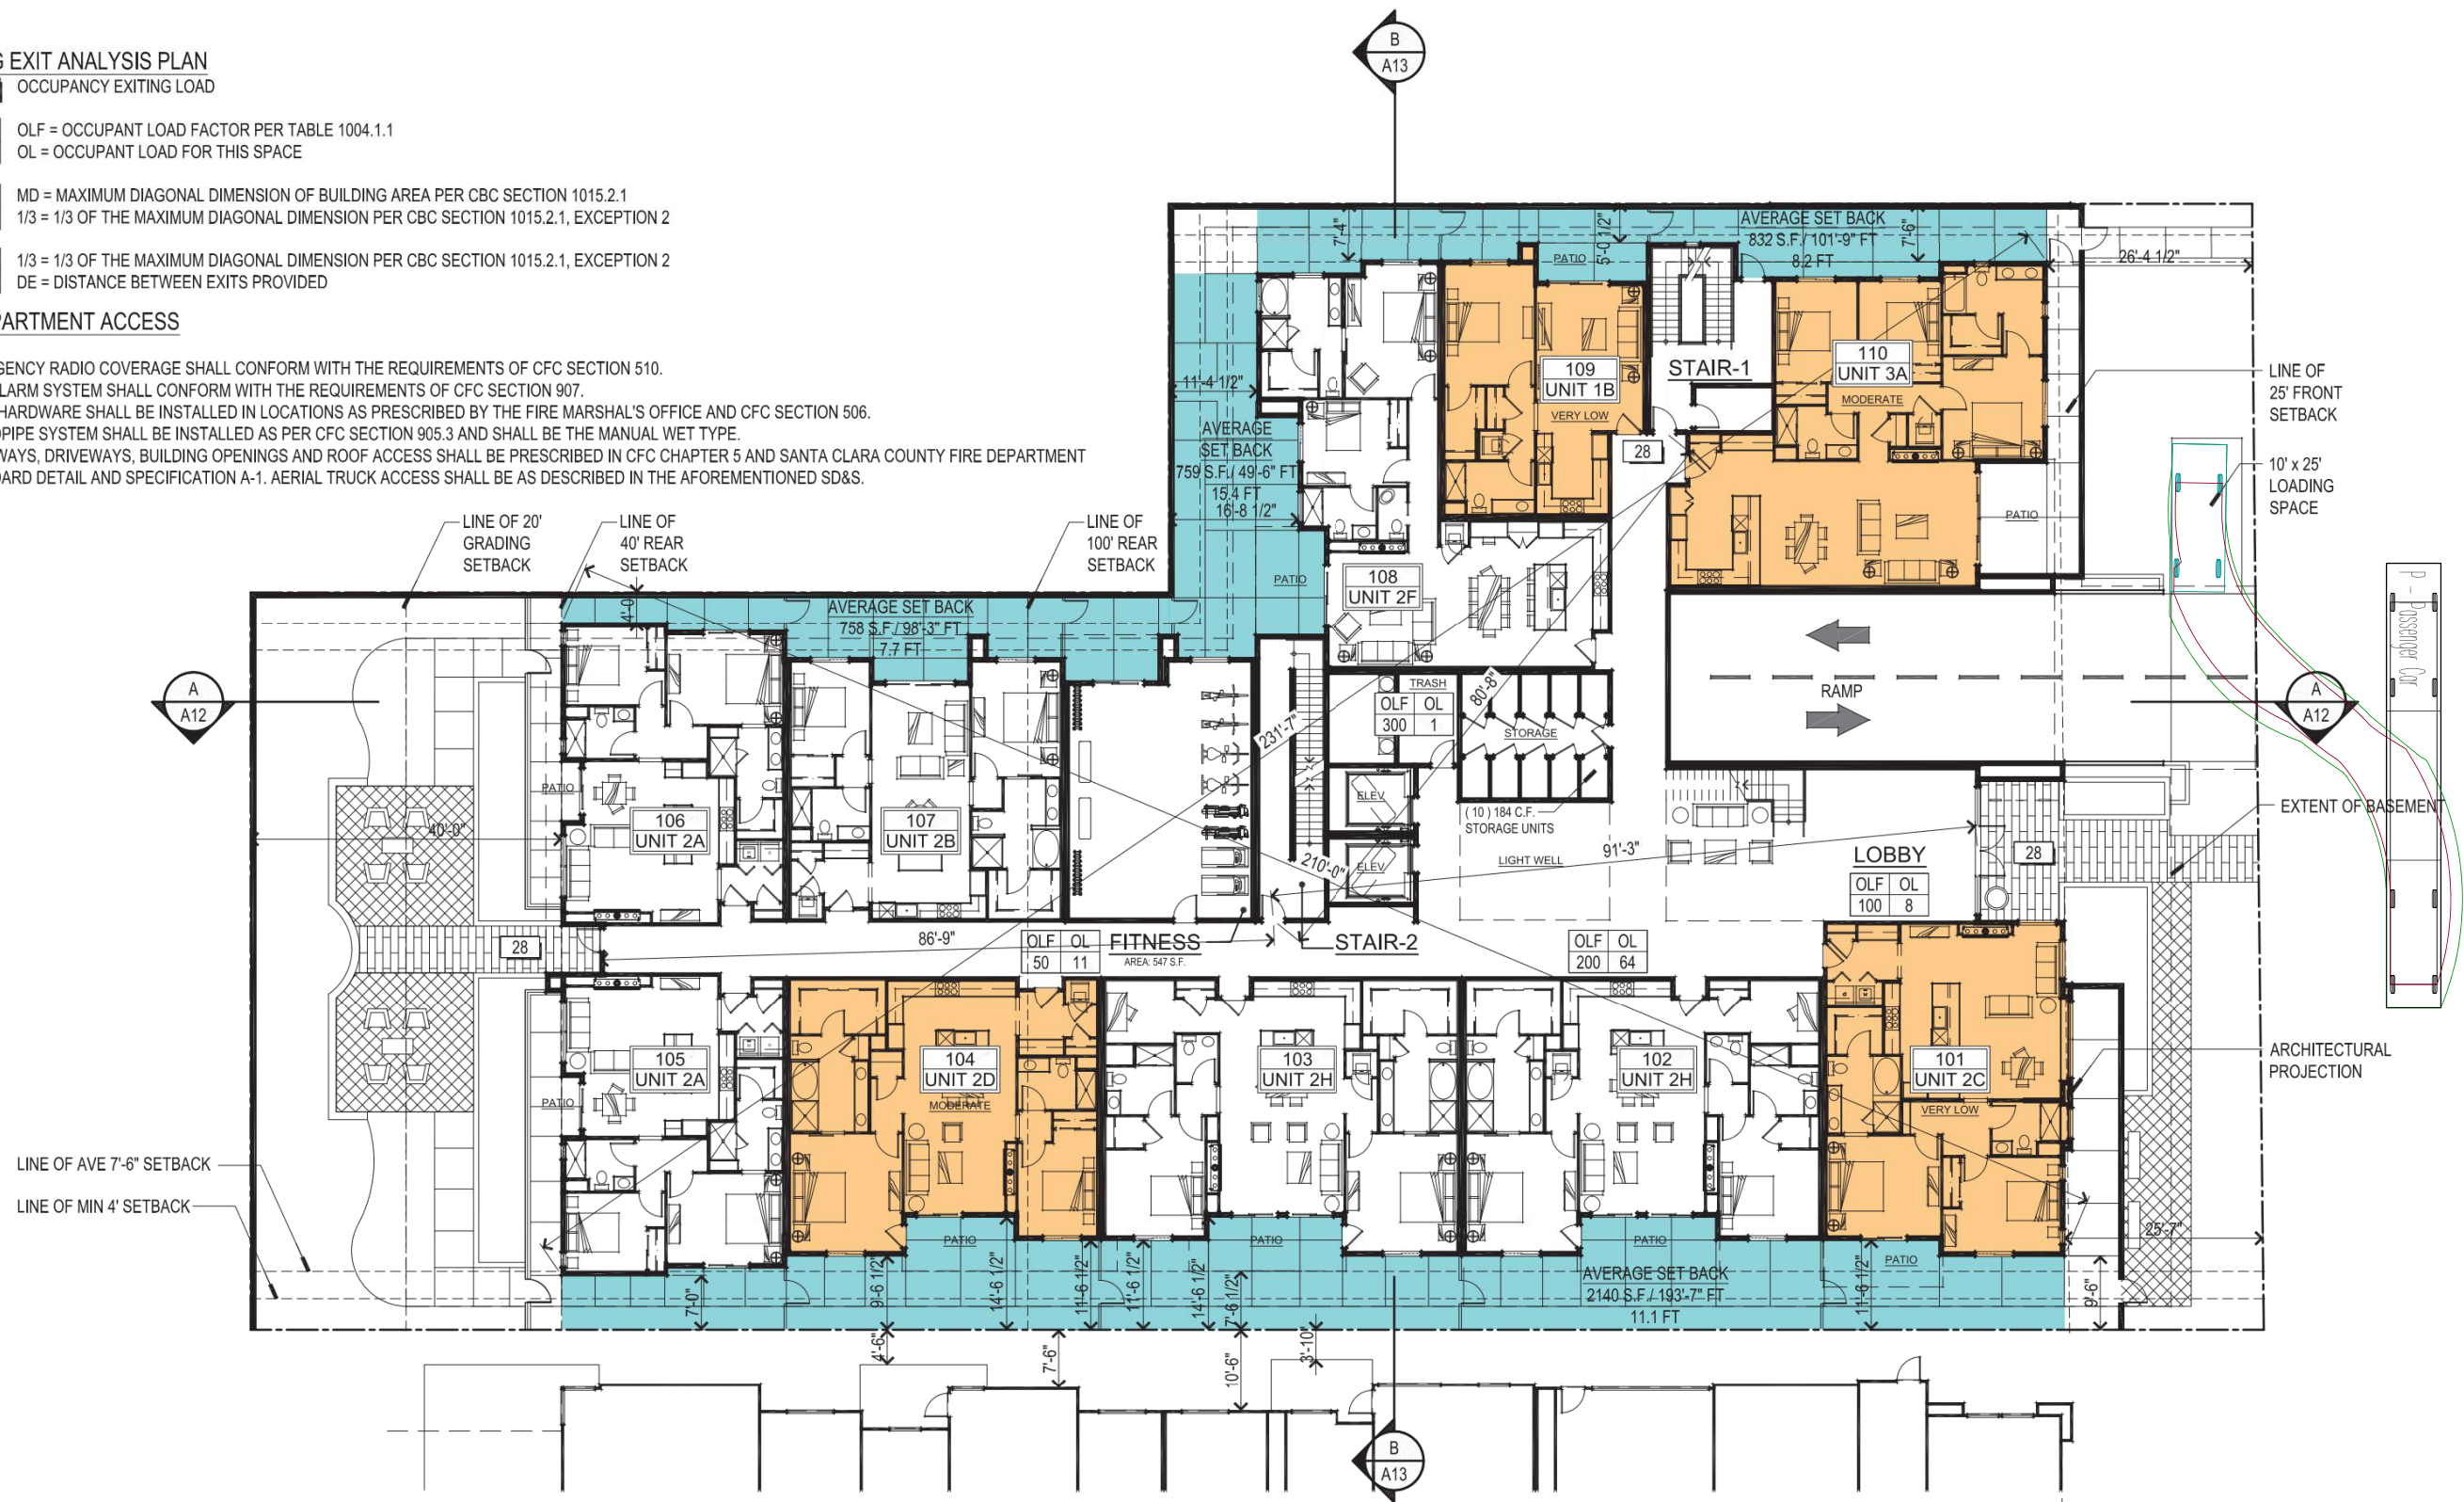 G EXIT ANALYSIS PLAN
OCCUPANCY EXITING LOAD
OLF = OCCUPANT LOAD FACTOR PER TABLE 1004.1.1
OL = OCCUPANT LOAD FOR THIS SPACE
MD = MAXIMUM DIAGONAL DIMENSION OF BUILDING AREA PER CBC SECTION 1015.2.1
1/3 = 1/3 OF THE MAXIMUM DIAGONAL DIMENSION PER CBC SECTION 1015.2.1, EXCEPTION 2
1/3 = 1/3 OF THE MAXIMUM DIAGONAL DIMENSION PER CBC SECTION 1015.2.1, EXCEPTION 2
DE = DISTANCE BETWEEN EXITS PROVIDED
PARTMENT ACCESS
GENCY RADIO COVERAGE SHALL CONFORM WITH THE REQUIREMENTS OF CFC SECTION 510.
LARM SYSTEM SHALL CONFORM WITH THE REQUIREMENTS OF CFC SECTION 907.
HARDWARE SHALL BE INSTALLED IN LOCATIONS AS PRESCRIBED BY THE FIRE MARSHAL'S OFFICE AND CFC SECTION 506.
PIPE SYSTEM SHALL BE INSTALLED AS PER CFC SECTION 905.3 AND SHALL BE THE MANUAL WET TYPE.
WAYS, DRIVEWAYS, BUILDING OPENINGS AND ROOF ACCESS SHALL BE PRESCRIBED IN CFC CHAPTER 5 AND SANTA CLARA COUNTY FIRE DEPARTMENT
ARD DETAIL AND SPECIFICATION A-1. AERIAL TRUCK ACCESS SHALL BE AS DESCRIBED IN THE AFOREMENTIONED SD&S.
B
A13
7'-4"
5'-0 1/2"
AVERAGE SET BACK
832 S.F./ 101'-9" FT
8.2 FT
7'-6"
26'-4 1/2"
PATIO
109
UNIT 1B
VERY LOW
STAIR-1
110
UNIT 3A
MODERATE
28
PATIO
LINE OF
25' FRONT
SETBACK
10' x 25'
LOADING
SPACE
P - Passenger Car
11'-4 1/2"
AVERAGE
SET BACK
759 S.F./ 49'-6" FT
15.4 FT
16'-8 1/2"
PATIO
108
UNIT 2F
LINE OF 20'
GRADING
SETBACK
LINE OF
40' REAR
SETBACK
LINE OF
100' REAR
SETBACK
4'-0"
AVERAGE SET BACK
758 S.F./ 98'-3" FT
7.7 FT
A
A12
40'-0"
PATIO
106
UNIT 2A
107
UNIT 2B
231'-7"
TRASH
OLF OL
300 1
80'-8"
STORAGE
( 10 ) 184 C.F.
STORAGE UNITS
ELEV
ELEV
210'-0"
LIGHT WELL
91'-3"
RAMP
A
A12
EXTENT OF BASEMENT
LOBBY
OLF OL
100 8
28
28
86'-9"
OLF OL
50 11
FITNESS
AREA: 547 S.F.
STAIR-2
OLF OL
200 64
105
UNIT 2A
PATIO
104
UNIT 2D
MODERATE
103
UNIT 2H
102
UNIT 2H
101
UNIT 2C
VERY LOW
ARCHITECTURAL
PROJECTION
LINE OF AVE 7'-6" SETBACK
LINE OF MIN 4' SETBACK
7'-0"
9'-6 1/2"
PATIO
14'-6 1/2"
11'-6 1/2"
11'-6 1/2"
14'-6 1/2"
PATIO
7'-6 1/2"
PATIO
AVERAGE SET BACK
2140 S.F./ 193'-7" FT
11.1 FT
11'-6 1/2"
PATIO
25'-7"
9'-6"
4'-6"
7'-6"
10'-6"
3'-10"
B
A13